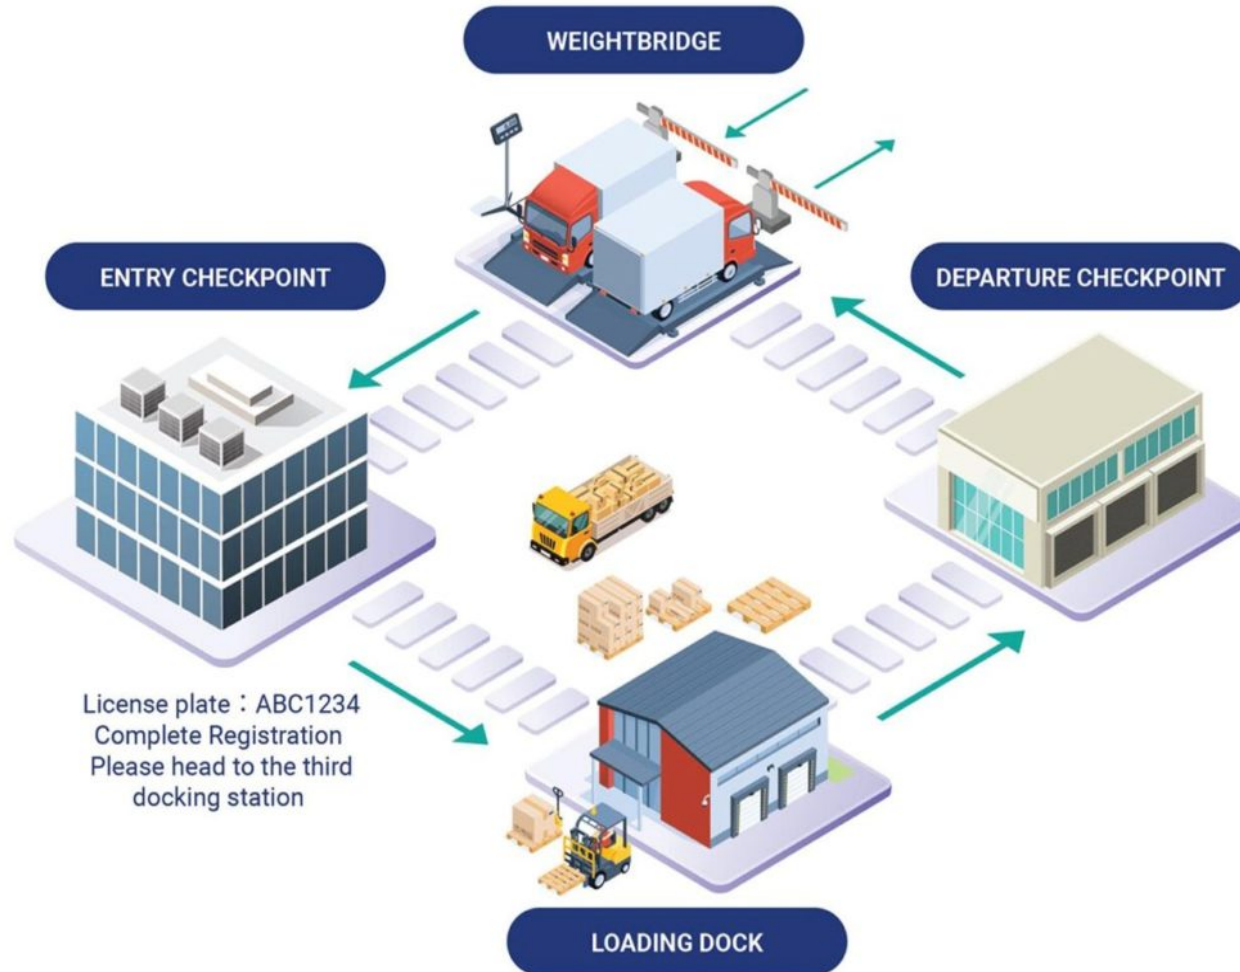 WEIGHTBRIDGE
ENTRY CHECKPOINT
DEPARTURE CHECKPOINT
License plate：ABC1234
Complete Registration
Please head to the third
docking station
LOADING DOCK